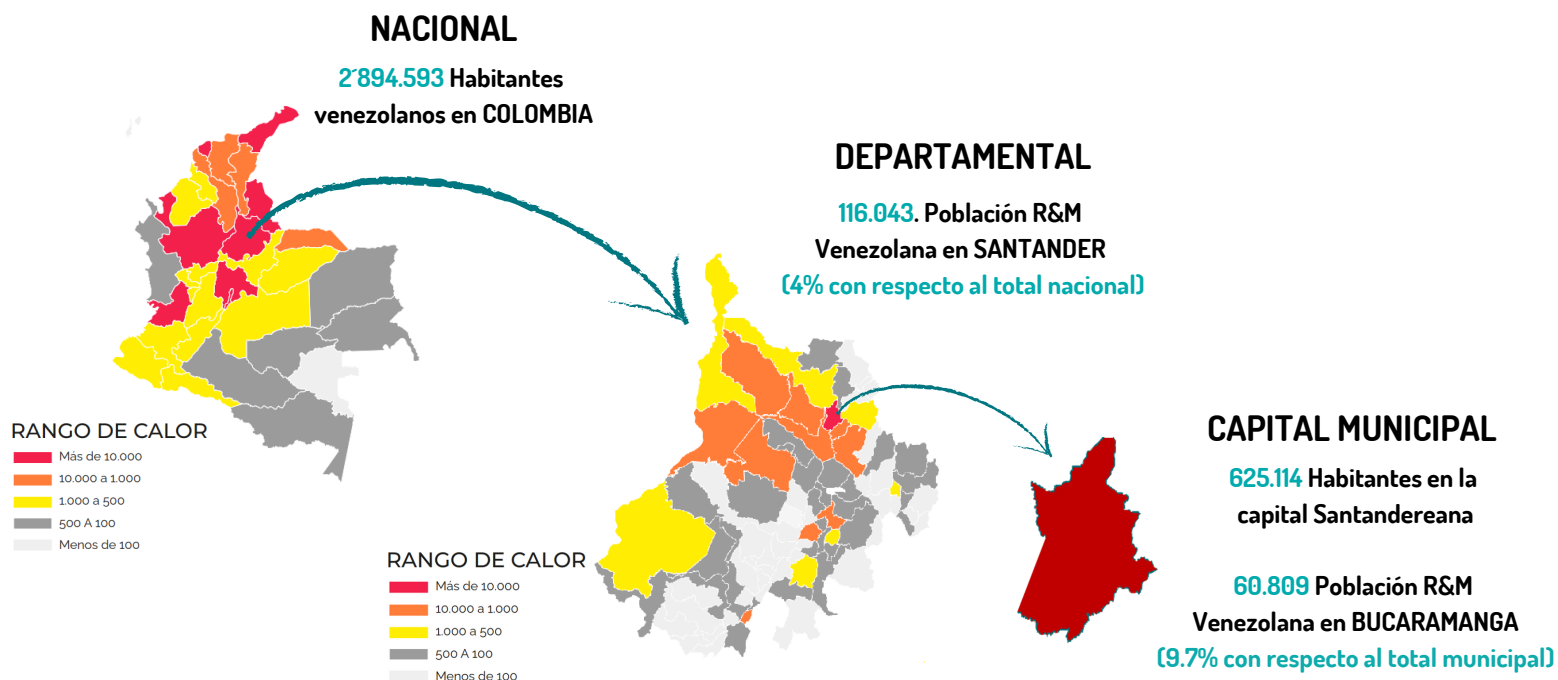 NACIONAL
2´894.593 Habitantes
venezolanos en COLOMBIA
DEPARTAMENTAL
116.043. Población R&M
Venezolana en SANTANDER
(4% con respecto al total nacional)
RANGO DE CALOR
Más de 10.000
10.000 a 1.000
1.000 a 500
500 A 100
Menos de 100
RANGO DE CALOR
Más de 10.000
10.000 a 1.000
1.000 a 500
500 A 100
Menos de 100
CAPITAL MUNICIPAL
625.114 Habitantes en la
capital Santandereana
60.809 Población R&M
Venezolana en BUCARAMANGA
(9.7% con respecto al total municipal)